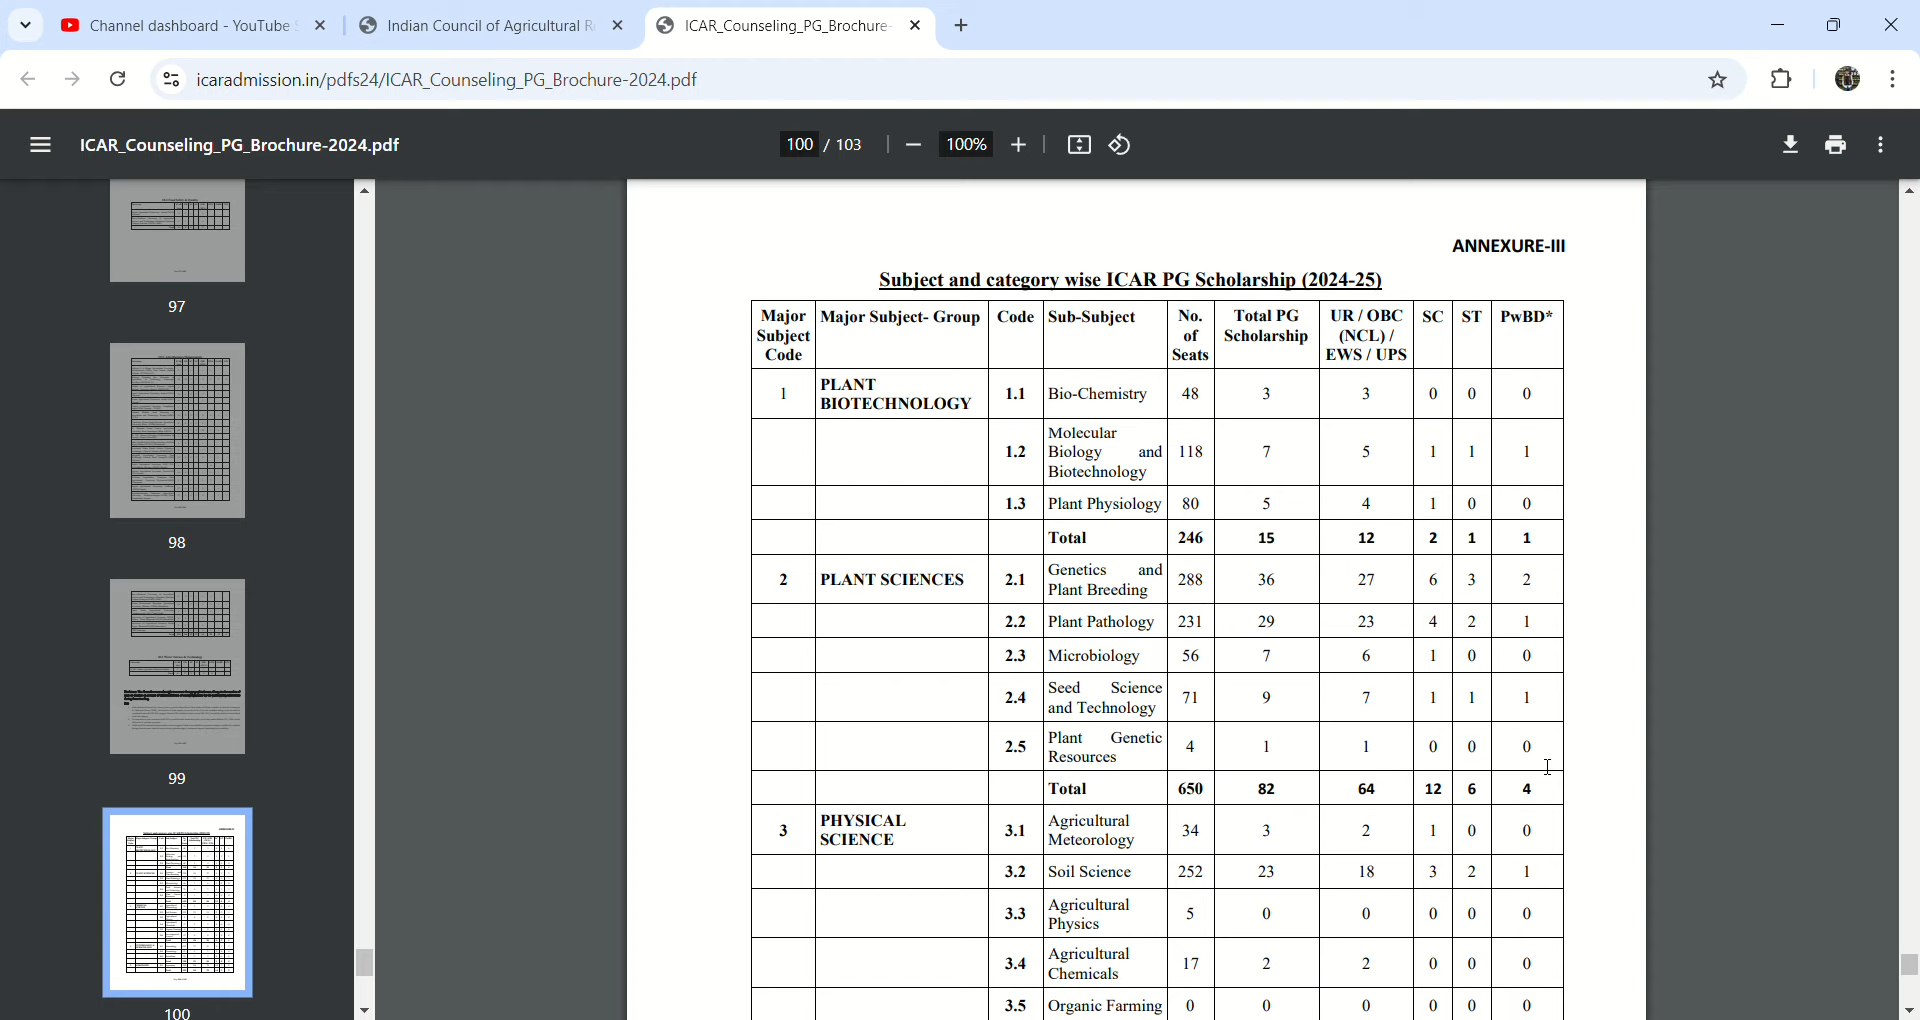 Channel dashboard - YouTube S
Indian Council of Agricultural Re
ICAR_Counseling_PG_Brochure-
icaradmission.in/pdfs24/ICAR_Counseling_PG_Brochure-2024.pdf
ICAR_Counseling_PG_Brochure-2024.pdf
100 / 103
100%
97
98
99
100
ANNEXURE-III
Subject and category wise ICAR PG Scholarship (2024-25)
Major Subject Code Major Subject- Group Code Sub-Subject No. of Seats Total PG Scholarship UR / OBC (NCL) / EWS / UPS SC ST PwBD*
1 PLANT BIOTECHNOLOGY 1.1 Bio-Chemistry 48 3 3 0 0 0
1.2 Molecular Biology and Biotechnology 118 7 5 1 1 1
1.3 Plant Physiology 80 5 4 1 0 0
Total 246 15 12 2 1 1
2 PLANT SCIENCES 2.1 Genetics and Plant Breeding 288 36 27 6 3 2
2.2 Plant Pathology 231 29 23 4 2 1
2.3 Microbiology 56 7 6 1 0 0
2.4 Seed Science and Technology 71 9 7 1 1 1
2.5 Plant Genetic Resources 4 1 1 0 0 0
Total 650 82 64 12 6 4
3 PHYSICAL SCIENCE 3.1 Agricultural Meteorology 34 3 2 1 0 0
3.2 Soil Science 252 23 18 3 2 1
3.3 Agricultural Physics 5 0 0 0 0 0
3.4 Agricultural Chemicals 17 2 2 0 0 0
3.5 Organic Farming 0 0 0 0 0 0